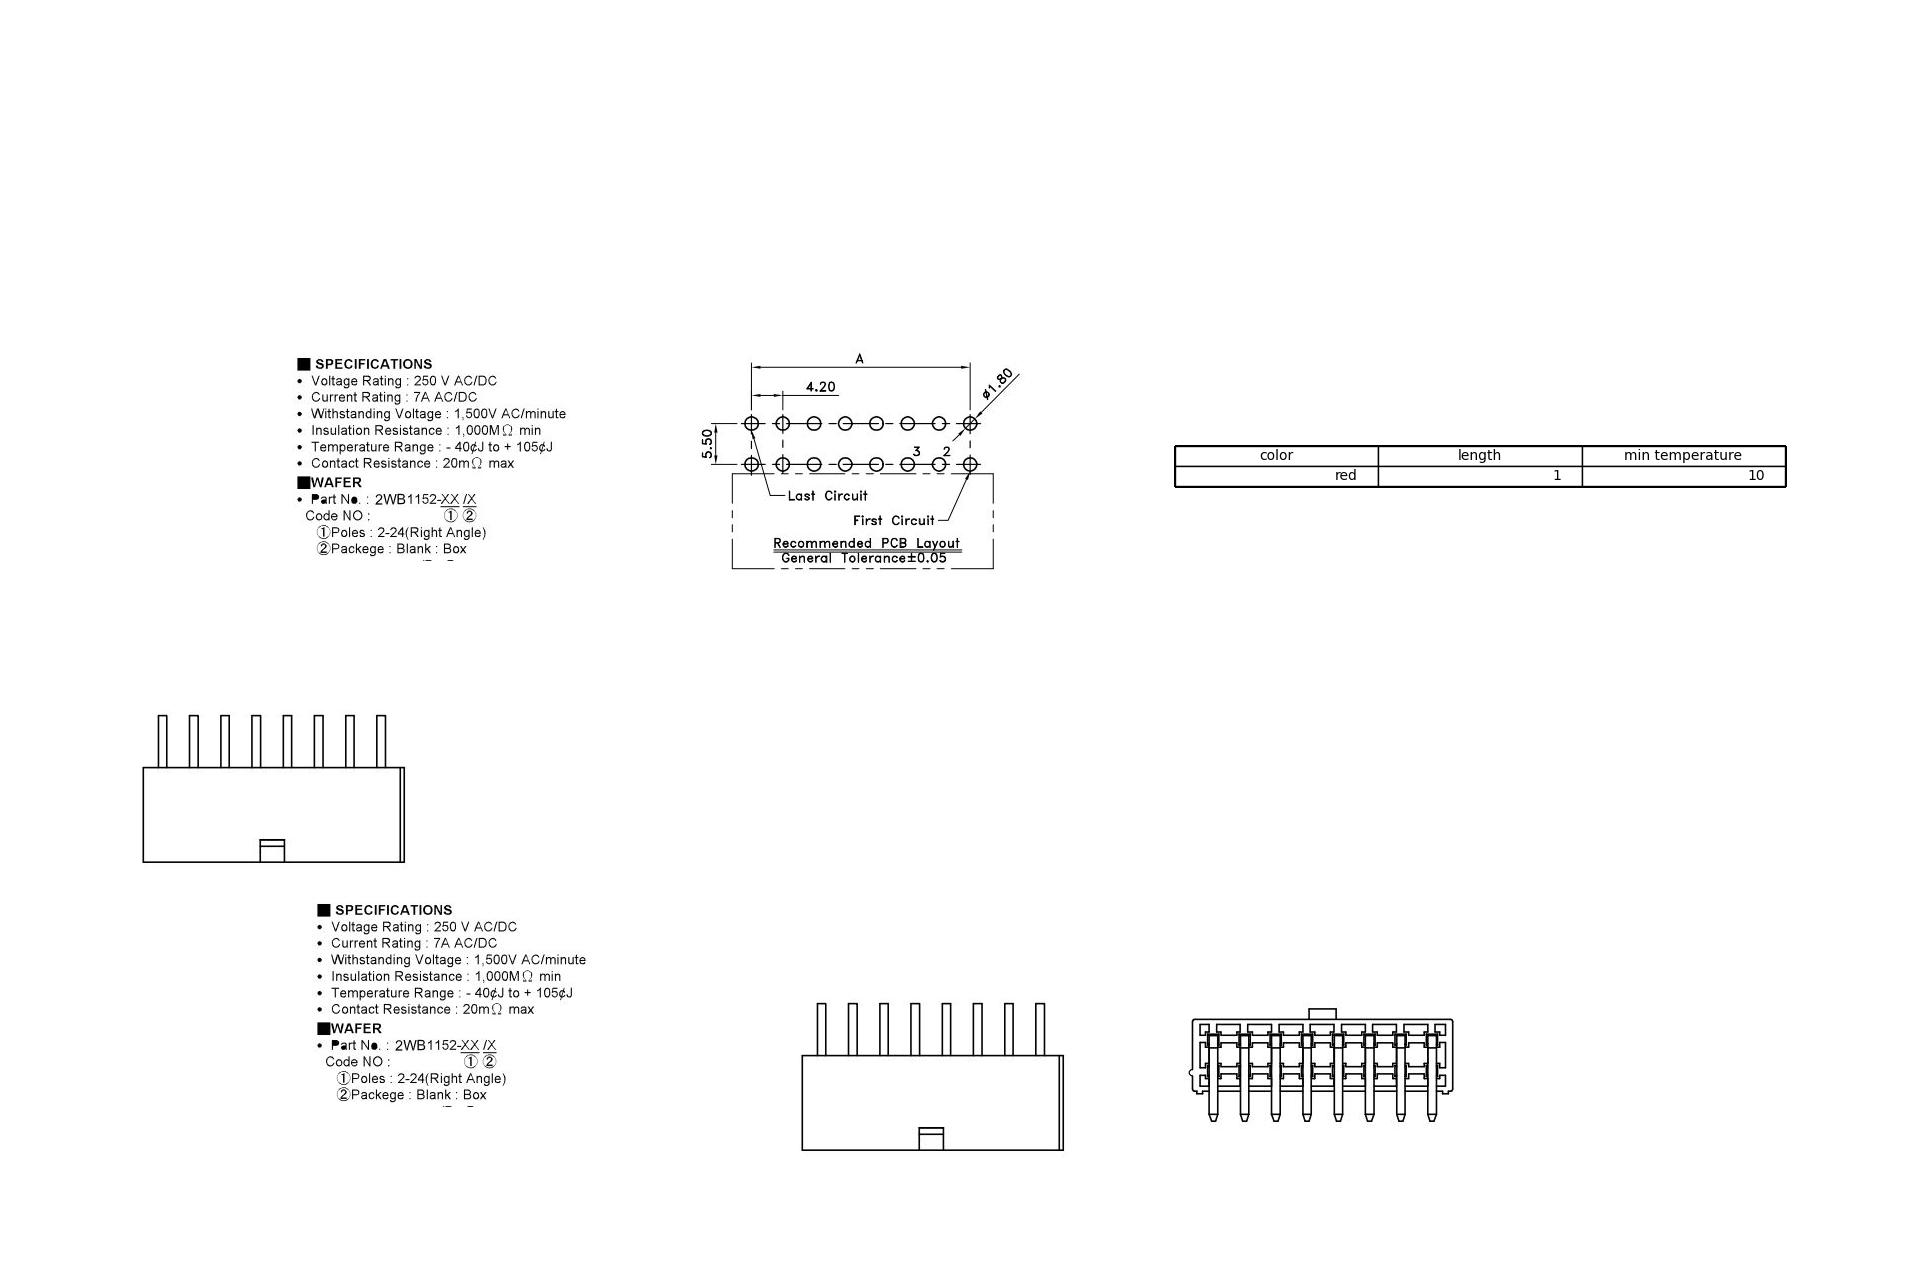 ■ SPECIFICATIONS
• Voltage Rating : 250 V AC/DC
• Current Rating : 7A AC/DC
• Withstanding Voltage : 1,500V AC/minute
• Insulation Resistance : 1,000MΩ min
• Temperature Range : - 40¢J to + 105¢J
• Contact Resistance : 20mΩ max
■WAFER
• Part No. : 2WB1152-XX /X
Code NO : ① ②
①Poles : 2-24(Right Angle)
②Packege : Blank : Box
A
4.20
ø1.80
5.50
3 2
Last Circuit
First Circuit
Recommended PCB Layout
General Tolerance±0.05
color length min temperature
red 1 10
■ SPECIFICATIONS
• Voltage Rating : 250 V AC/DC
• Current Rating : 7A AC/DC
• Withstanding Voltage : 1,500V AC/minute
• Insulation Resistance : 1,000MΩ min
• Temperature Range : - 40¢J to + 105¢J
• Contact Resistance : 20mΩ max
■WAFER
• Part No. : 2WB1152-XX /X
Code NO : ① ②
①Poles : 2-24(Right Angle)
②Packege : Blank : Box